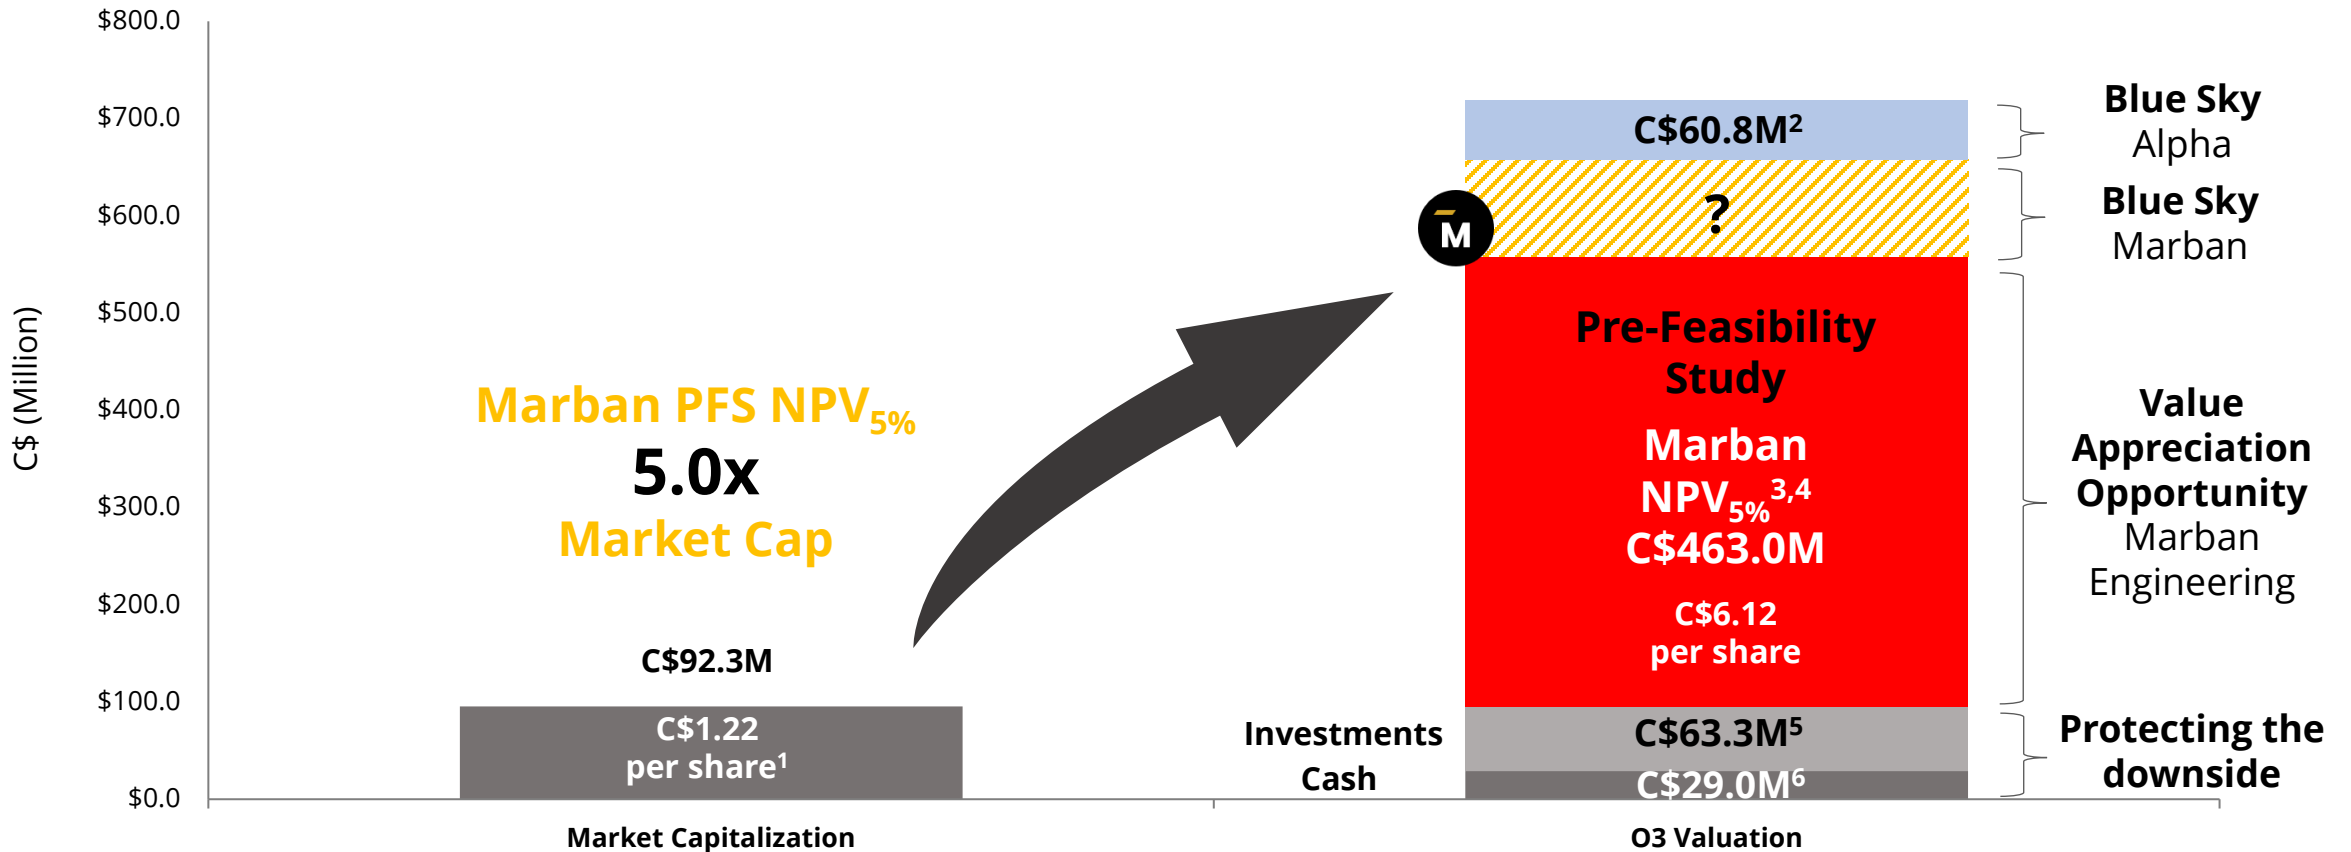 $800.0
$700.0
$600.0
$500.0
$400.0
$300.0
$200.0
$100.0
$0.0
C$ (Million)
Marban PFS NPV5%
5.0x
Market Cap
C$92.3M
C$1.22
per share1
Market Capitalization
C$60.8M2
?
M
Pre-Feasibility
Study
Marban
NPV5%3,4
C$463.0M
C$6.12
per share
Investments
C$63.3M5
Cash
C$29.0M6
O3 Valuation
Blue Sky
Alpha
Blue Sky
Marban
Value
Appreciation
Opportunity
Marban
Engineering
Protecting the
downside